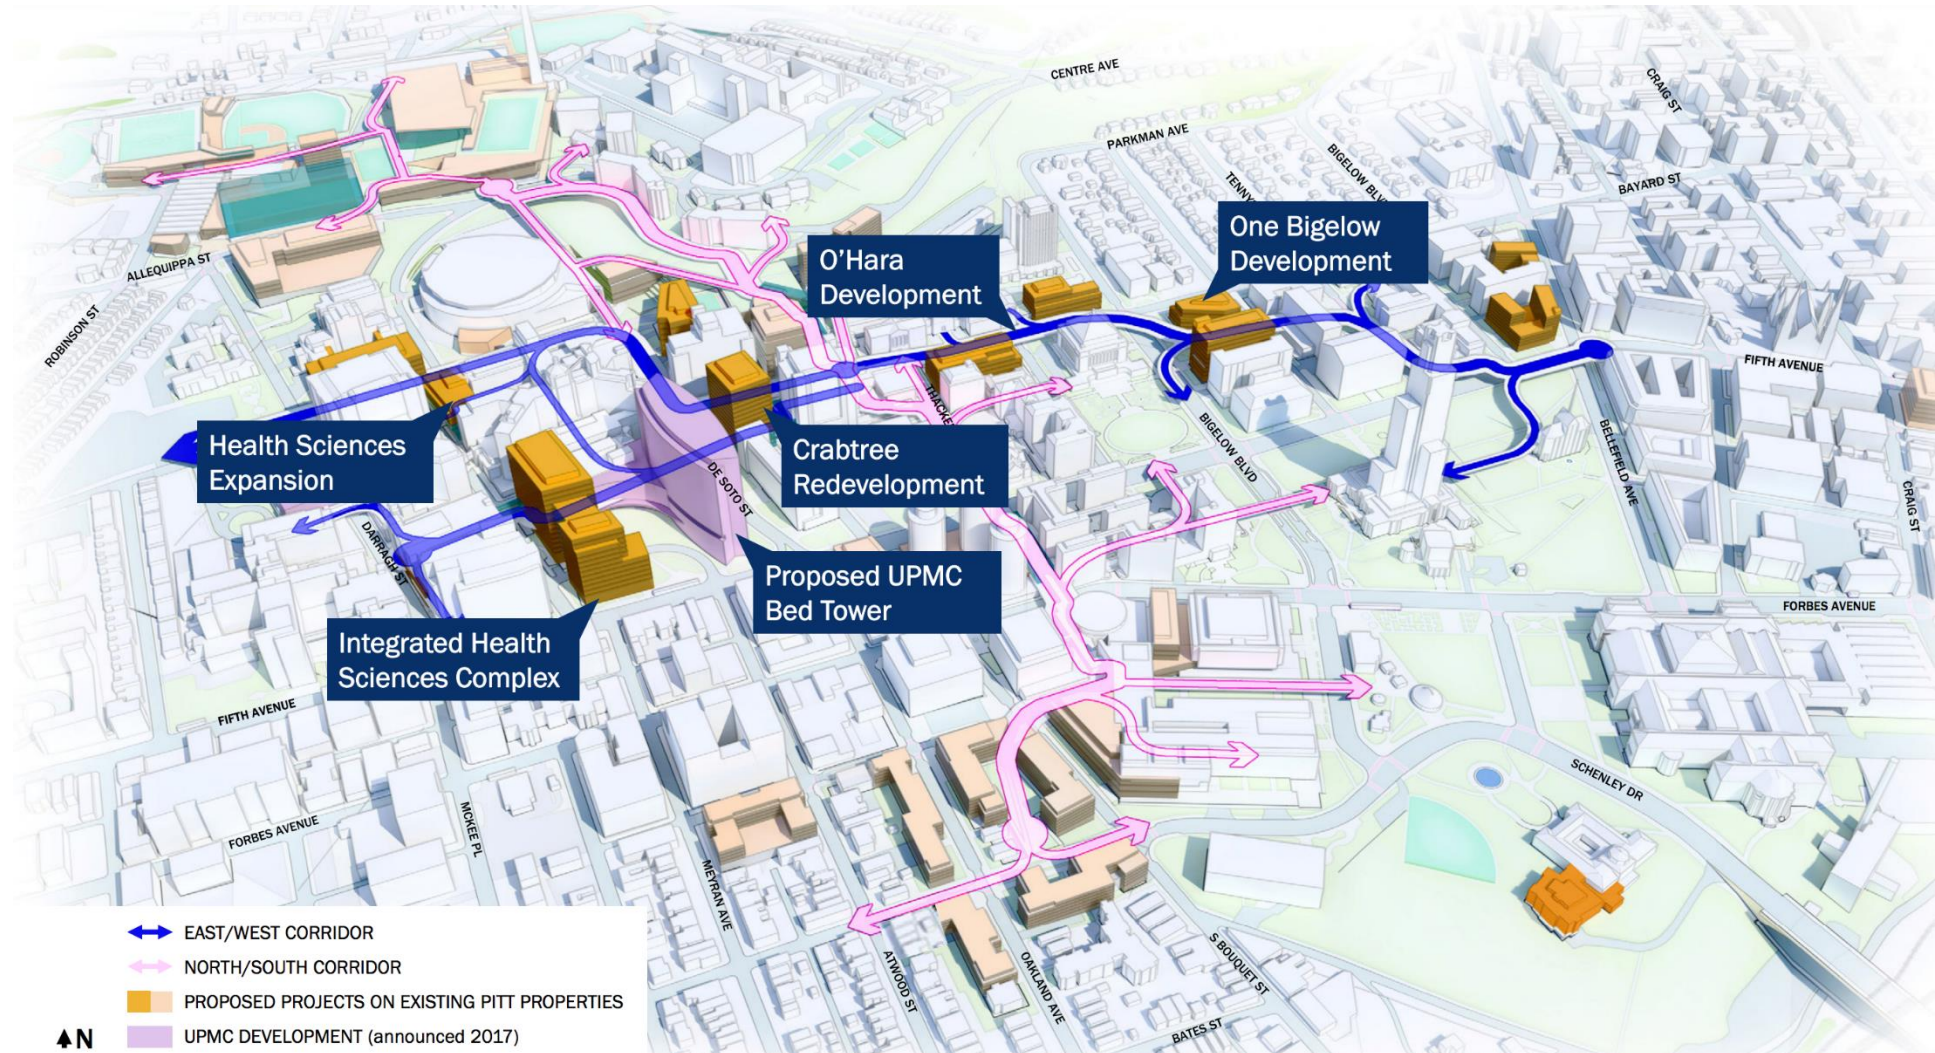 CENTRE AVE
CRAIG ST
PARKMAN AVE
BIGELOW BLVD
BAYARD ST
TENNY
ALLEQUIPPA ST
ROBINSON ST
One Bigelow
Development
O'Hara
Development
FIFTH AVENUE
THACKE
Health Sciences
Expansion
Crabtree
Redevelopment
DE SOTO ST
BIGELOW BLVD
BELLEFIELD AVE
CRAIG ST
DARRAGH ST
Proposed UPMC
Bed Tower
FORBES AVENUE
Integrated Health
Sciences Complex
FIFTH AVENUE
SCHENLEY DR
FORBES AVENUE
MCKEE PL
MEYRAN AVE
ATWOOD ST
OAKLAND AVE
S BOUQUET ST
BATES ST
EAST/WEST CORRIDOR
NORTH/SOUTH CORRIDOR
PROPOSED PROJECTS ON EXISTING PITT PROPERTIES
UPMC DEVELOPMENT (announced 2017)
N